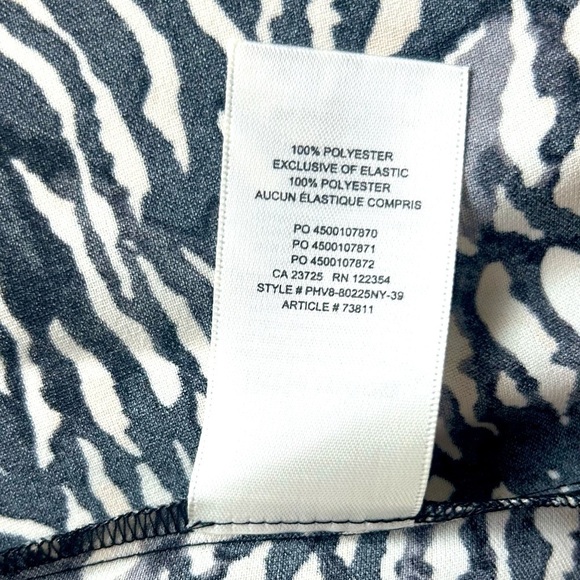 100% POLYESTER
EXCLUSIVE OF ELASTIC
100% POLYESTER
AUCUN ÉLASTIQUE COMPRIS
PO 4500107870
PO 4500107871
PO 4500107872
CA 23725 RN 122354
STYLE # PHV8-80225NY-39
ARTICLE # 73811